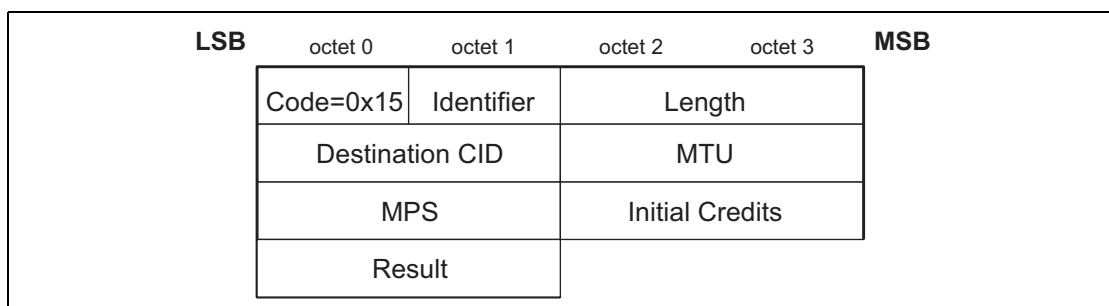 LSB octet 0 octet 1 octet 2 octet 3 MSB
Code=0x15 Identifier Length
Destination CID MTU
MPS Initial Credits
Result